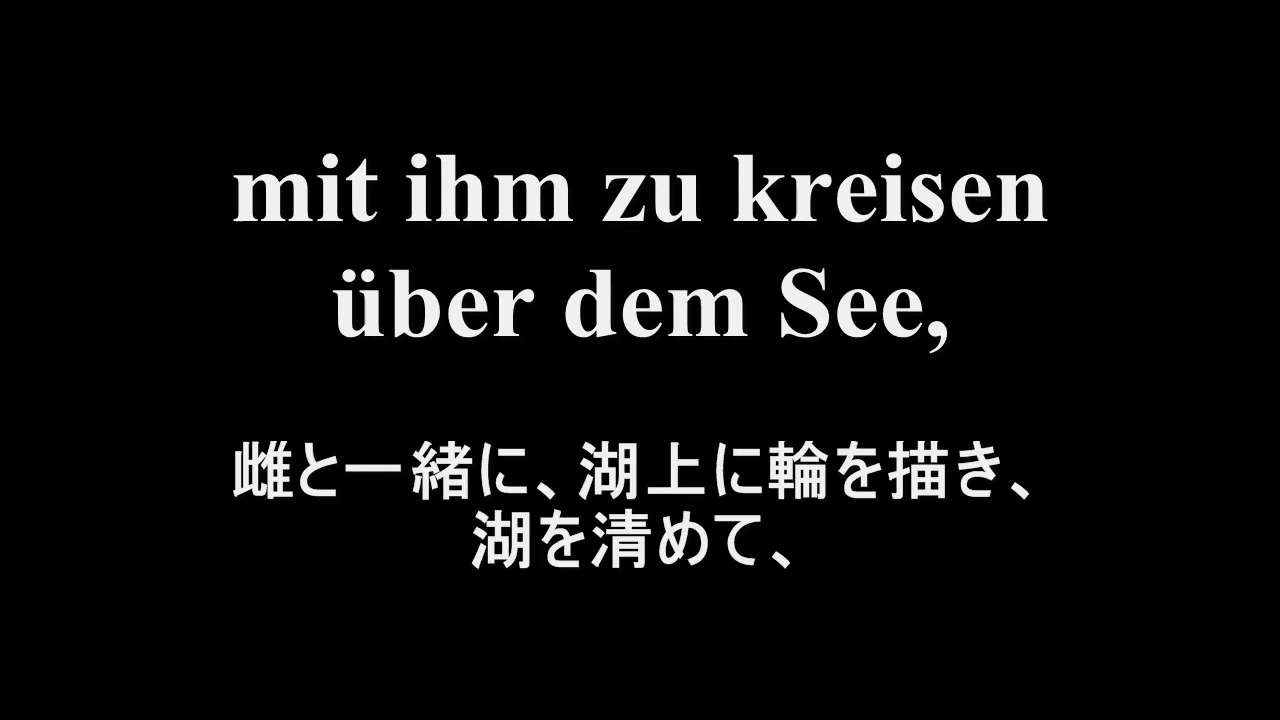 mit ihm zu kreisen
über dem See,
雌と一緒に、湖上に輪を描き、
湖を清めて、